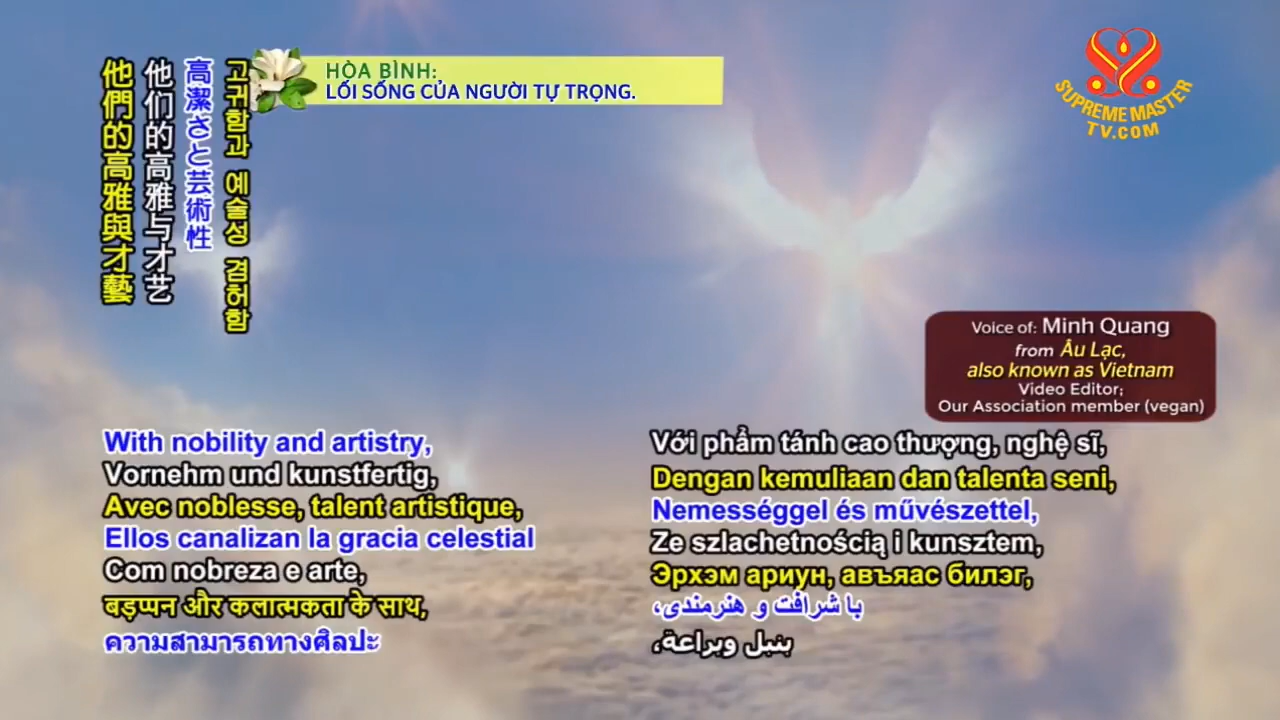 HÒA BÌNH:
LỐI SỐNG CỦA NGƯỜI TỰ TRỌNG.
SUPREME MASTER
TV.COM
他們的高雅與才藝
他们的高雅与才艺
高潔さと芸術性
고귀함과 예술성 겸허함
Voice of: Minh Quang
from Âu Lạc,
also known as Vietnam
Video Editor;
Our Association member (vegan)
With nobility and artistry,
Vornehm und kunstfertig,
Avec noblesse, talent artistique,
Ellos canalizan la gracia celestial
Com nobreza e arte,
बड़प्पन और कलात्मकता के साथ,
ความสามารถทางศิลปะ
Với phẩm tánh cao thượng, nghệ sĩ,
Dengan kemuliaan dan talenta seni,
Nemességgel és művészettel,
Ze szlachetnością i kunsztem,
Эрхэм ариун, авъяас билэг,
با شرافت و هنرمندی،
بنبل وبراعة،